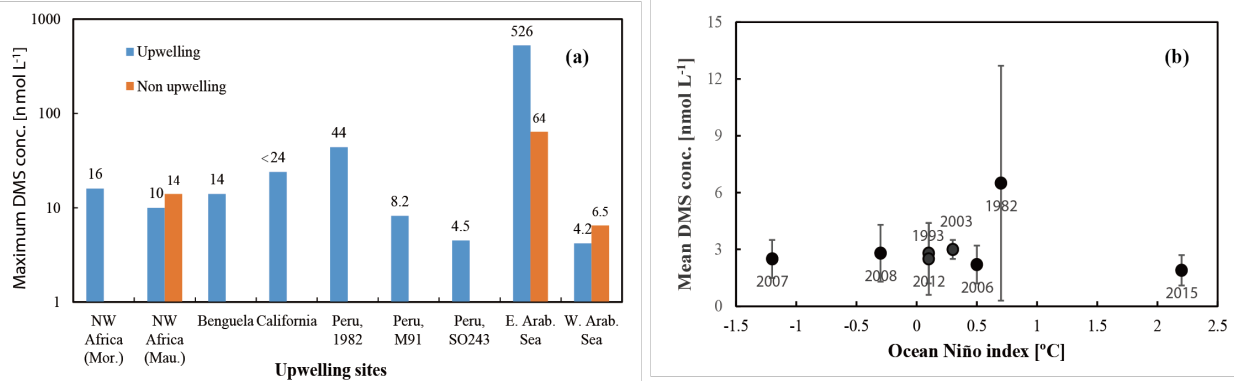 Maximum DMS conc. [nmol L-1]
1000
100
10
1
Upwelling
Non upwelling
(a)
16
10
14
14
<24
44
8.2
4.5
526
64
4.2
6.5
NW
Africa
(Mor.)
NW
Africa
(Mau.)
Benguela
California
Peru,
1982
Peru,
M91
Peru,
SO243
E. Arab.
Sea
W. Arab.
Sea
Upwelling sites
Mean DMS conc. [nmol L-1]
15
12
9
6
3
0
(b)
2007
2008
1993
2012
2003
2006
1982
2015
-1.5
-1
-0.5
0
0.5
1
1.5
2
2.5
Ocean Niño index [ºC]